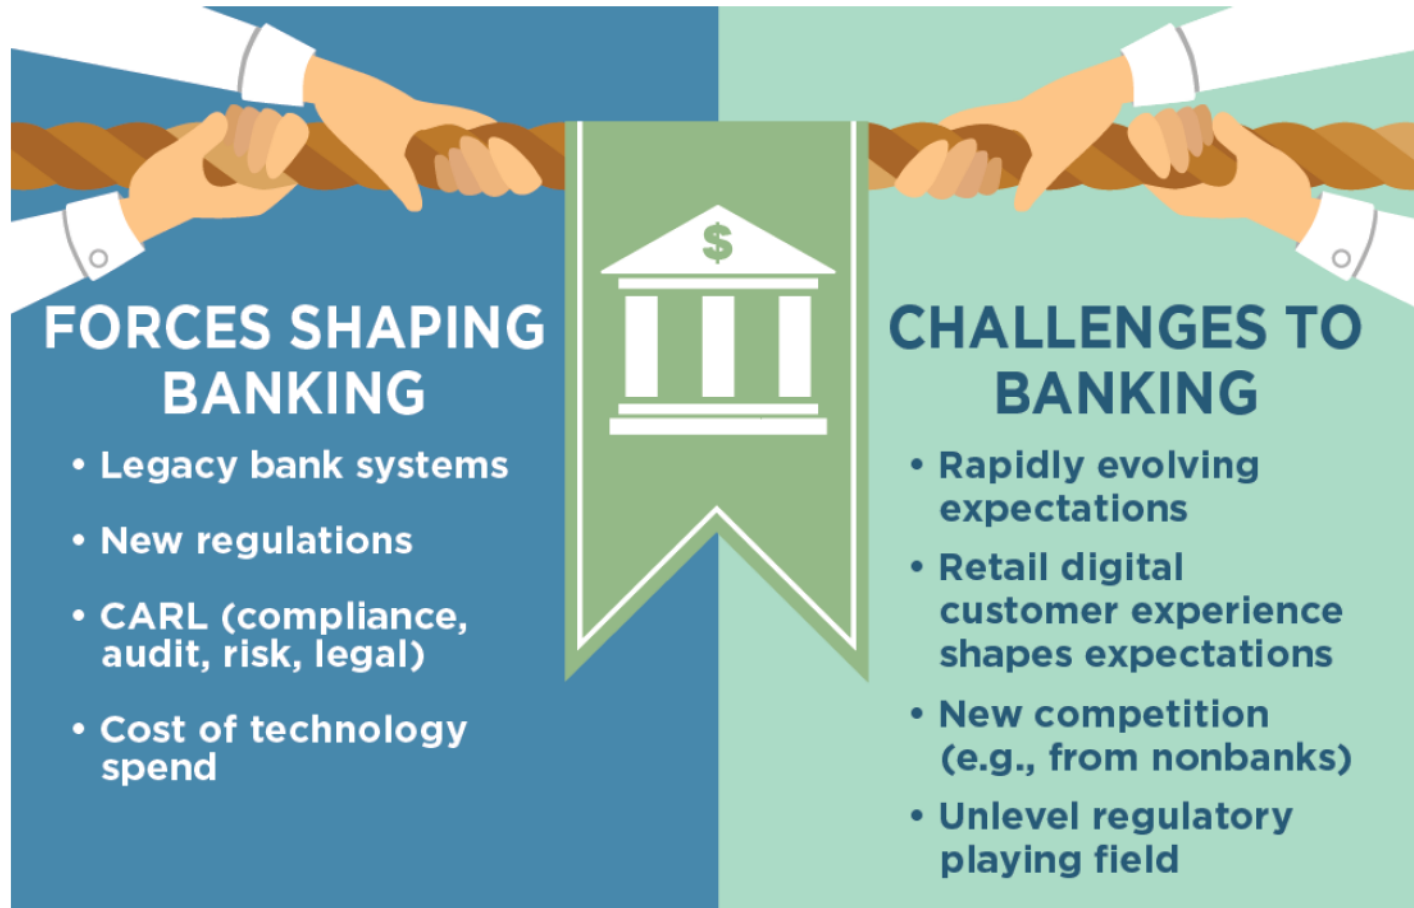 $
FORCES SHAPING
BANKING
• Legacy bank systems
• New regulations
• CARL (compliance,
audit, risk, legal)
• Cost of technology
spend
CHALLENGES TO
BANKING
• Rapidly evolving
expectations
• Retail digital
customer experience
shapes expectations
• New competition
(e.g., from nonbanks)
• Unlevel regulatory
playing field